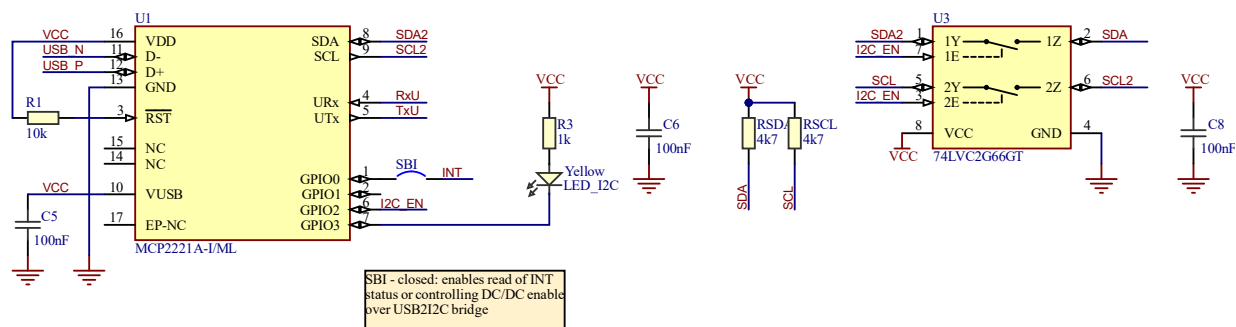 U1
VCC 16 VDD SDA 8 SDA2
USB_N 11 D- SCL 9 SCL2
USB_P 12 D+
13 GND
URx 4 RxU
R1 3 RST UTx 5 TxU
10k
15 NC
14 NC
GPIO0 1 SBI INT
VCC 10 VUSB GPIO1 2
GPIO2 6 I2C_EN
17 EP-NC GPIO3 7
C5
100nF
MCP2221A-I/ML
SBI - closed: enables read of INT
status or controlling DC/DC enable
over USB2I2C bridge
VCC
R3
1k
Yellow
LED_I2C
VCC
C6
100nF
VCC
RSDA RSCL
4k7 4k7
SDA SCL
U3
SDA2 1 1Y 1Z 2 SDA
I2C_EN 7 1E
SCL 5 2Y 2Z 6 SCL2
I2C_EN 3 2E
8 VCC GND 4
VCC
74LVC2G66GT
VCC
C8
100nF